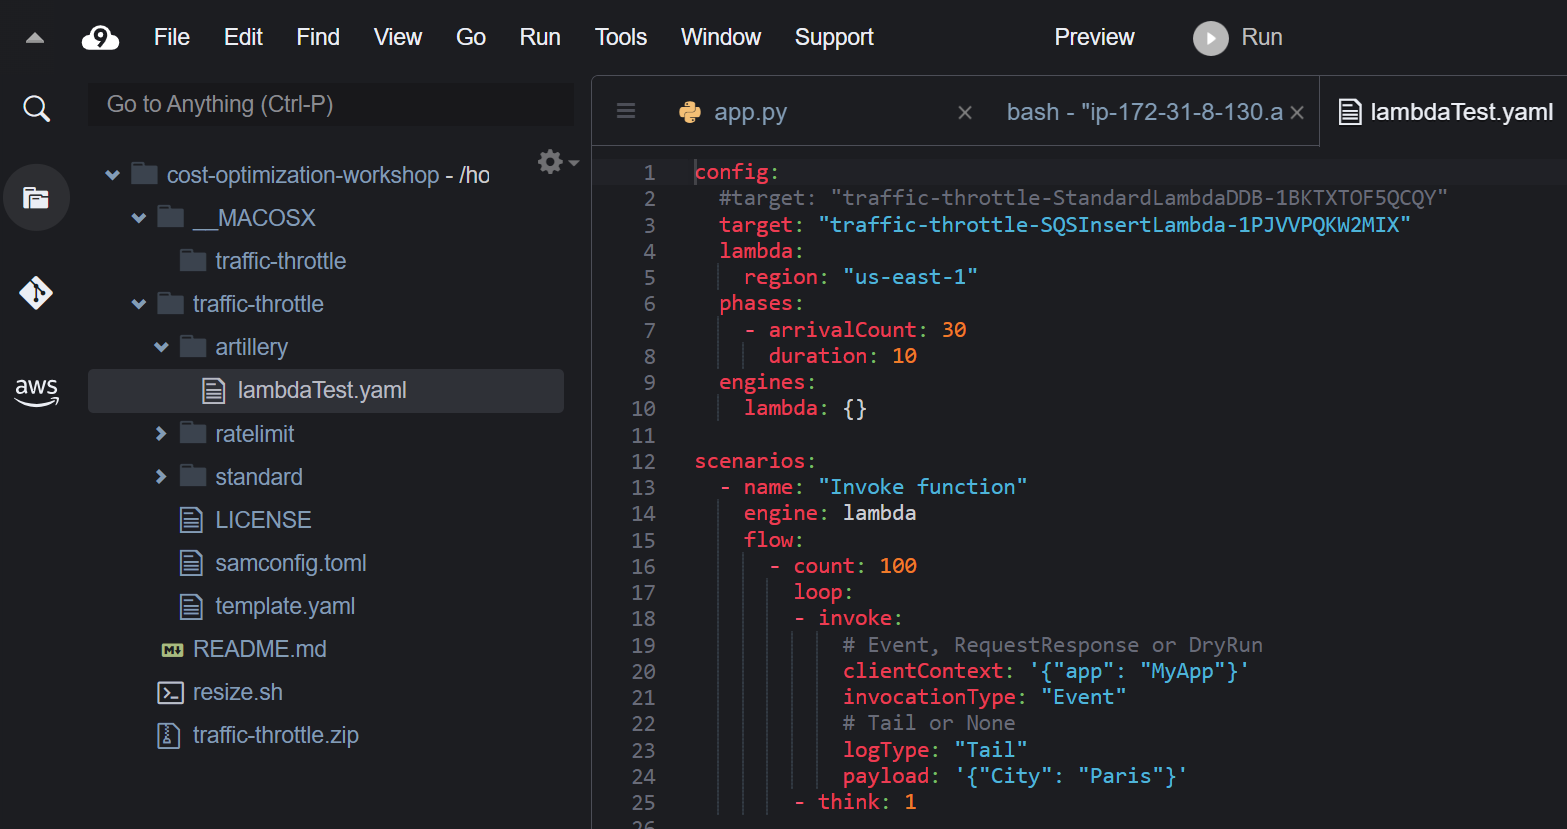 9 File Edit Find View Go Run Tools Window Support Preview Run
Go to Anything (Ctrl-P)
cost-optimization-workshop - /ho
__MACOSX
traffic-throttle
traffic-throttle
artillery
lambdaTest.yaml
ratelimit
standard
LICENSE
samconfig.toml
template.yaml
M↓ README.md
resize.sh
traffic-throttle.zip
aws
app.py
bash - "ip-172-31-8-130.a
lambdaTest.yaml
1 config:
2 #target: "traffic-throttle-StandardLambdaDDB-1BKTXTOF5QCQY"
3 target: "traffic-throttle-SQSInsertLambda-1PJVVPQKW2MIX"
4 lambda:
5 region: "us-east-1"
6 phases:
7 - arrivalCount: 30
8 duration: 10
9 engines:
10 lambda: {}
11
12 scenarios:
13 - name: "Invoke function"
14 engine: lambda
15 flow:
16 - count: 100
17 loop:
18 - invoke:
19 # Event, RequestResponse or DryRun
20 clientContext: '{"app": "MyApp"}'
21 invocationType: "Event"
22 # Tail or None
23 logType: "Tail"
24 payload: '{"City": "Paris"}'
25 - think: 1
26